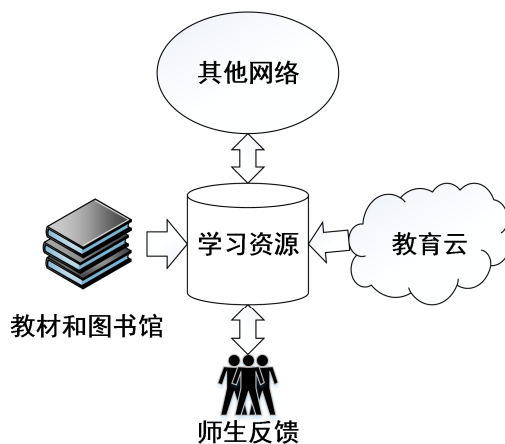 其他网络
学习资源
教育云
教材和图书馆
师生反馈